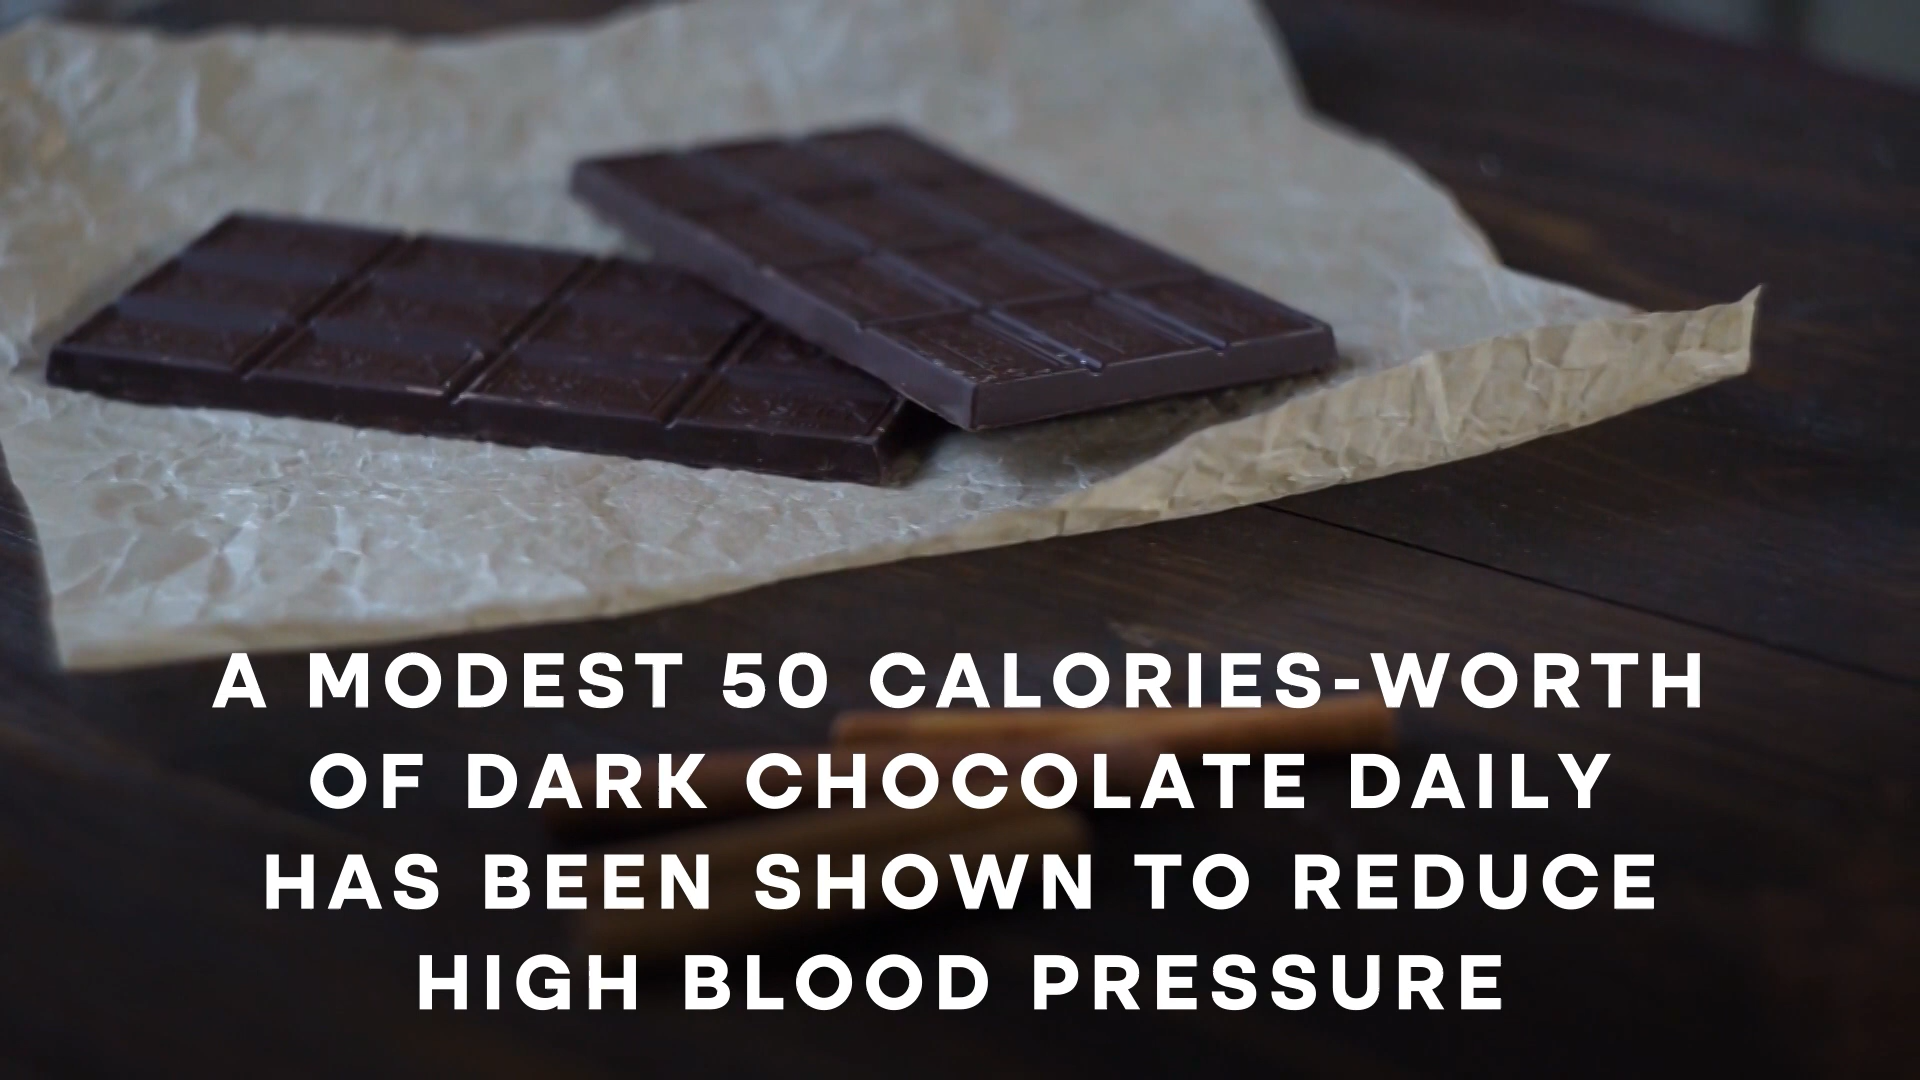 A MODEST 50 CALORIES-WORTH
OF DARK CHOCOLATE DAILY
HAS BEEN SHOWN TO REDUCE
HIGH BLOOD PRESSURE